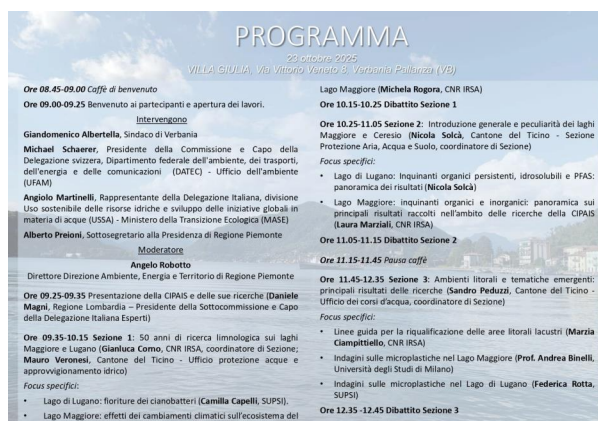 PROGRAMMA
23 ottobre 2025
VILLA GIULIA, Via Vittorio Veneto 8, Verbania Pallanza (VB)
Ore 08.45-09.00 Caffè di benvenuto
Ore 09.00-09.25 Benvenuto ai partecipanti e apertura dei lavori.
Intervengono
Giandomenico Albertella, Sindaco di Verbania
Michael Schaerer, Presidente della Commissione e Capo della
Delegazione svizzera, Dipartimento federale dell'ambiente, dei trasporti,
dell'energia e delle comunicazioni (DATEC) - Ufficio dell'ambiente
(UFAM)
Angiolo Martinelli, Rappresentante della Delegazione Italiana, divisione
Uso sostenibile delle risorse idriche e sviluppo delle iniziative globali in
materia di acque (USSA) - Ministero della Transizione Ecologica (MASE)
Alberto Preioni, Sottosegretario alla Presidenza di Regione Piemonte
Moderatore
Angelo Robotto
Direttore Direzione Ambiente, Energia e Territorio di Regione Piemonte
Ore 09.25-09.35 Presentazione della CIPAIS e delle sue ricerche (Daniele
Magni, Regione Lombardia – Presidente della Sottocommissione e Capo
della Delegazione Italiana Esperti)
Ore 09.35-10.15 Sezione 1: 50 anni di ricerca limnologica sui laghi
Maggiore e Lugano (Gianluca Corno, CNR IRSA, coordinatore di Sezione;
Mauro Veronesi, Cantone del Ticino - Ufficio protezione acque e
approvvigionamento idrico)
Focus specifici:
• Lago di Lugano: fioriture dei cianobatteri (Camilla Capelli, SUPSI).
• Lago Maggiore: effetti dei cambiamenti climatici sull'ecosistema del
Lago Maggiore (Michela Rogora, CNR IRSA)
Ore 10.15-10.25 Dibattito Sezione 1
Ore 10.25-11.05 Sezione 2: Introduzione generale e peculiarità dei laghi
Maggiore e Ceresio (Nicola Solcà, Cantone del Ticino - Sezione
Protezione Aria, Acqua e Suolo, coordinatore di Sezione)
Focus specifici:
• Lago di Lugano: Inquinanti organici persistenti, idrosolubili e PFAS:
panoramica dei risultati (Nicola Solcà)
• Lago Maggiore: inquinanti organici e inorganici: panoramica sui
principali risultati raccolti nell'ambito delle ricerche della CIPAIS
(Laura Marziali, CNR IRSA)
Ore 11.05-11.15 Dibattito Sezione 2
Ore 11.15-11.45 Pausa caffè
Ore 11.45-12.35 Sezione 3: Ambienti litorali e tematiche emergenti:
principali risultati delle ricerche (Sandro Peduzzi, Cantone del Ticino -
Ufficio dei corsi d'acqua, coordinatore di Sezione)
Focus specifici:
• Linee guida per la riqualificazione delle aree litorali lacustri (Marzia
Ciampittiello, CNR IRSA)
• Indagini sulle microplastiche nel Lago Maggiore (Prof. Andrea Binelli,
Università degli Studi di Milano)
• Indagini sulle microplastiche nel Lago di Lugano (Federica Rotta,
SUPSI)
Ore 12.35 -12.45 Dibattito Sezione 3